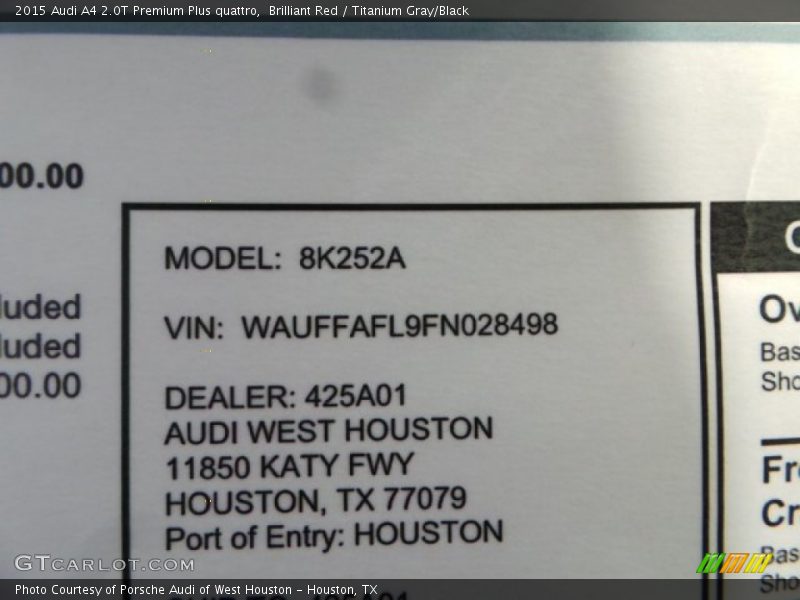 2015 Audi A4 2.0T Premium Plus quattro,  Brilliant Red / Titanium Gray/Black
00.00
MODEL:  8K252A
VIN:  WAUFFAFL9FN028498
DEALER: 425A01
AUDI WEST HOUSTON
11850 KATY FWY
HOUSTON, TX 77079
Port of Entry: HOUSTON
luded
luded
00.00
Ov
Bas
Sho
Fr
Cr
Bas
Sho
GTCARLOT.COM
Photo Courtesy of Porsche Audi of West Houston – Houston, TX